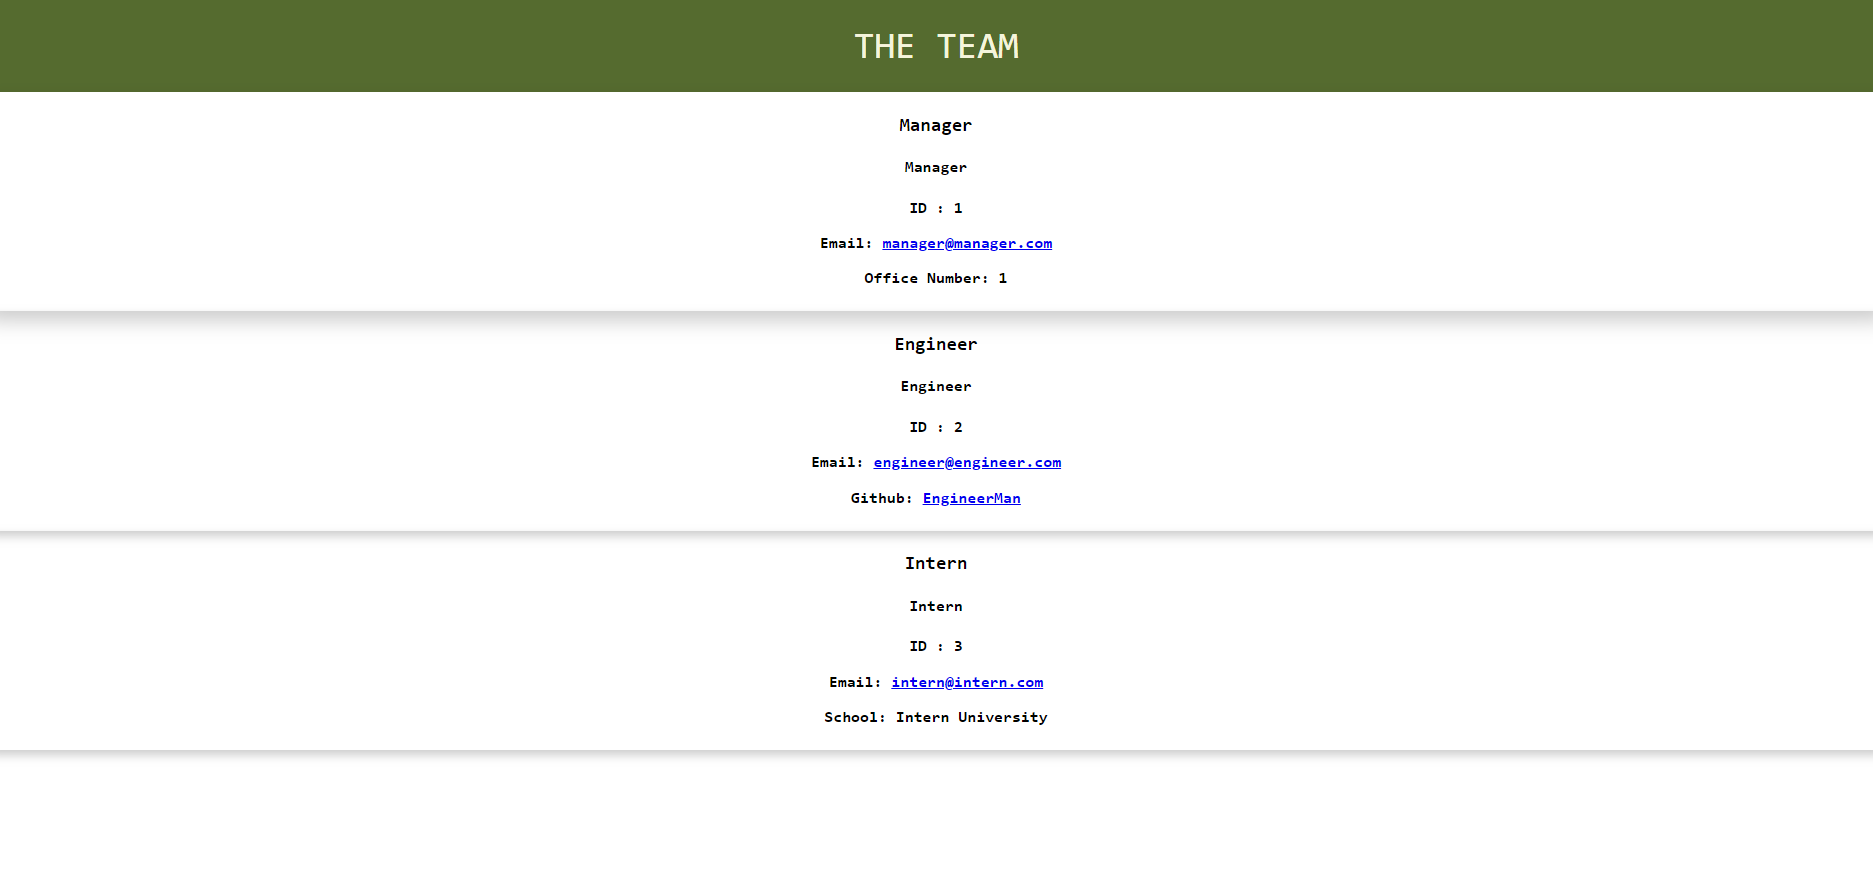 THE TEAM
Manager
Manager
ID : 1
Email: manager@manager.com
Office Number: 1
Engineer
Engineer
ID : 2
Email: engineer@engineer.com
Github: EngineerMan
Intern
Intern
ID : 3
Email: intern@intern.com
School: Intern University